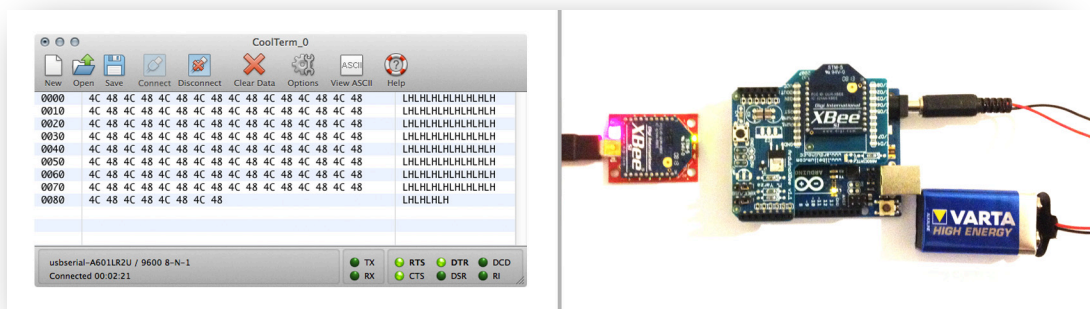 CoolTerm_0
New Open Save Connect Disconnect Clear Data Options View ASCII Help
ASCII
0000 4C 48 4C 48 4C 48 4C 48 4C 48 4C 48 4C 48 4C 48 LHLHLHLHLHLHLHLH
0010 4C 48 4C 48 4C 48 4C 48 4C 48 4C 48 4C 48 4C 48 LHLHLHLHLHLHLHLH
0020 4C 48 4C 48 4C 48 4C 48 4C 48 4C 48 4C 48 4C 48 LHLHLHLHLHLHLHLH
0030 4C 48 4C 48 4C 48 4C 48 4C 48 4C 48 4C 48 4C 48 LHLHLHLHLHLHLHLH
0040 4C 48 4C 48 4C 48 4C 48 4C 48 4C 48 4C 48 4C 48 LHLHLHLHLHLHLHLH
0050 4C 48 4C 48 4C 48 4C 48 4C 48 4C 48 4C 48 4C 48 LHLHLHLHLHLHLHLH
0060 4C 48 4C 48 4C 48 4C 48 4C 48 4C 48 4C 48 4C 48 LHLHLHLHLHLHLHLH
0070 4C 48 4C 48 4C 48 4C 48 4C 48 4C 48 4C 48 4C 48 LHLHLHLHLHLHLHLH
0080 4C 48 4C 48 4C 48 4C 48 LHLHLHLH
usbserial-A601LR2U / 9600 8-N-1
Connected 00:02:21
TX RTS DTR DCD
RX CTS DSR RI
Digi International
XBee
XBee
ARDUINO
VARTA
HIGH ENERGY